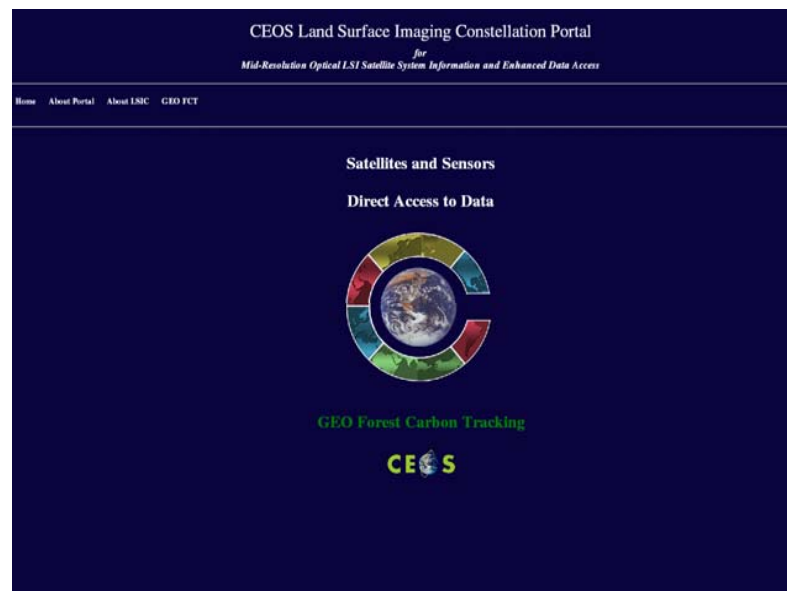 CEOS Land Surface Imaging Constellation Portal
for
Mid-Resolution Optical LSI Satellite System Information and Enhanced Data Access
Home About Portal About LSIC GEO FCT
Satellites and Sensors
Direct Access to Data
GEO Forest Carbon Tracking
CEOS